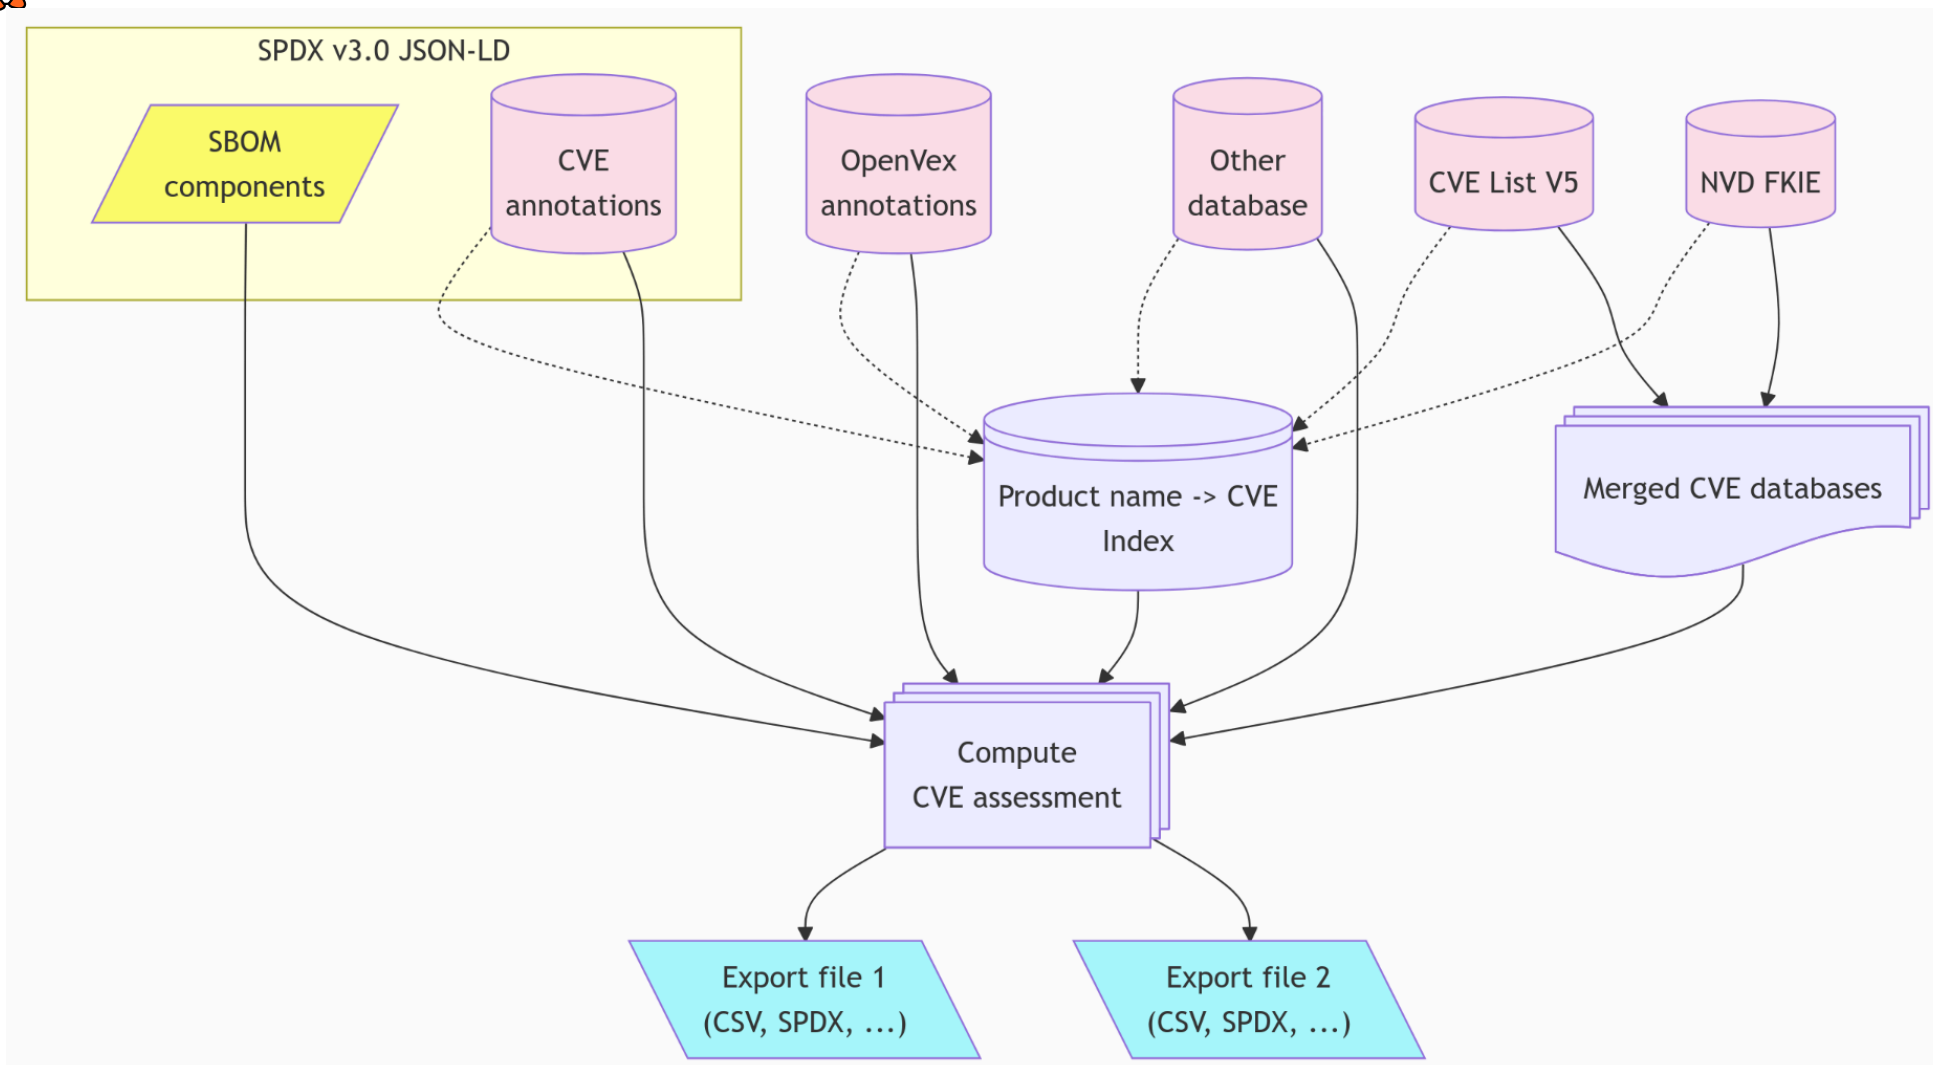 SPDX v3.0 JSON-LD
SBOM
components
CVE
annotations
OpenVex
annotations
Other
database
CVE List V5
NVD FKIE
Product name -> CVE
Index
Merged CVE databases
Compute
CVE assessment
Export file 1
(CSV, SPDX, ...)
Export file 2
(CSV, SPDX, ...)